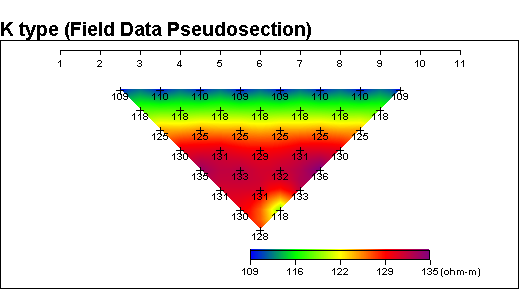 K type (Field Data Pseudosection)
1 2 3 4 5 6 7 8 9 10 11
109 110 110 109 109 110 110 109
118 118 118 118 118 118 118
125 125 125 125 125 125
130 131 129 131 130
135 133 132 136
131 131 133
130 118
128
109 116 122 129 135 (ohm-m)